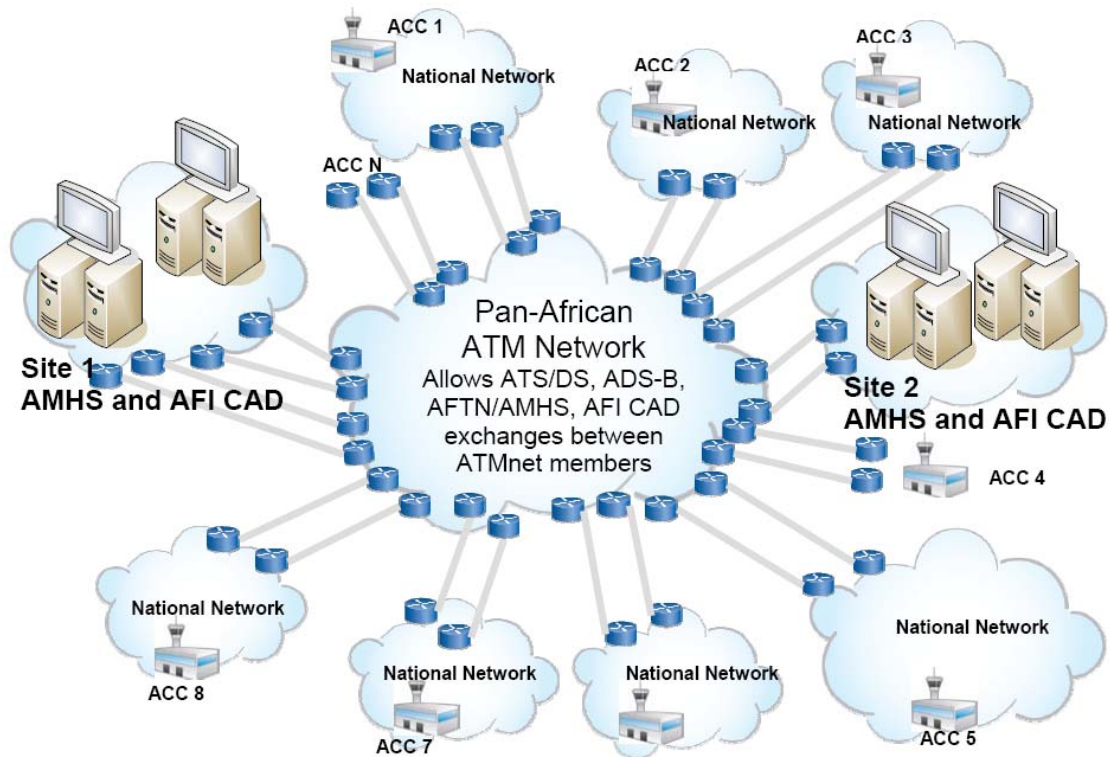 ACC 1
National Network
ACC 2
National Network
ACC 3
National Network
ACC N
Pan-African
ATM Network
Allows ATS/DS, ADS-B,
AFTN/AMHS, AFI CAD
exchanges between
ATMnet members
Site 1
AMHS and AFI CAD
Site 2
AMHS and AFI CAD
ACC 4
National Network
ACC 8
National Network
ACC 7
National Network
National Network
ACC 5